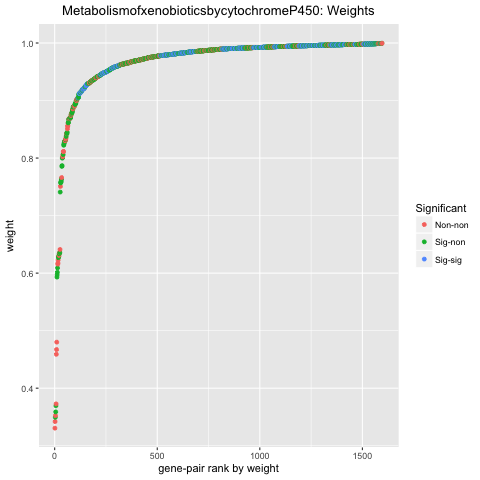 MetabolismofxenobioticsbycytochromeP450: Weights
1.0
0.8
0.6
0.4
weight
0
500
1000
1500
gene-pair rank by weight
Significant
Non-non
Sig-non
Sig-sig